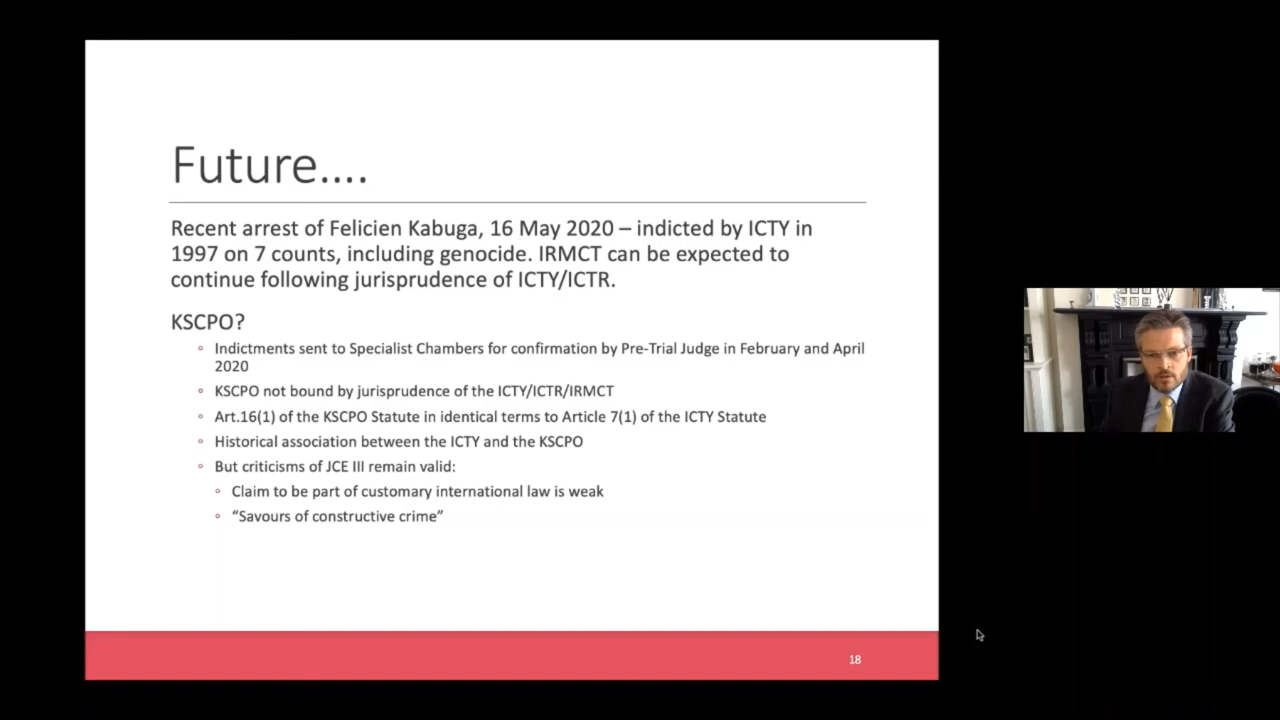 Future....
Recent arrest of Felicien Kabuga, 16 May 2020 – indicted by ICTY in
1997 on 7 counts, including genocide. IRMCT can be expected to
continue following jurisprudence of ICTY/ICTR.
KSCPO?
◦ Indictments sent to Specialist Chambers for confirmation by Pre-Trial Judge in February and April
2020
◦ KSCPO not bound by jurisprudence of the ICTY/ICTR/IRMCT
◦ Art.16(1) of the KSCPO Statute in identical terms to Article 7(1) of the ICTY Statute
◦ Historical association between the ICTY and the KSCPO
◦ But criticisms of JCE III remain valid:
◦ Claim to be part of customary international law is weak
◦ “Savours of constructive crime”
18